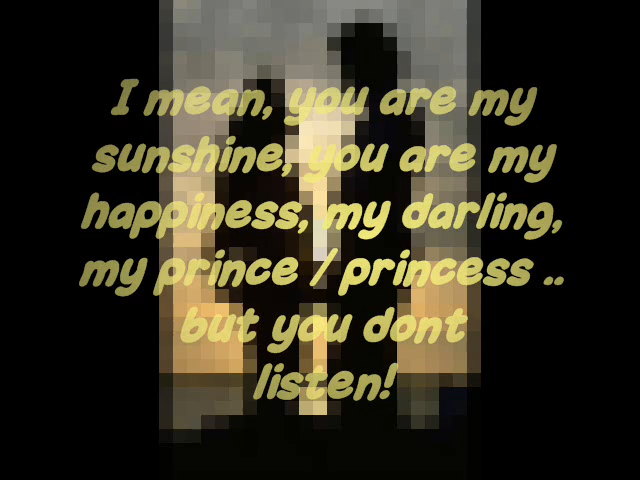 I mean, you are my
sunshine, you are my
happiness, my darling,
my prince / princess ..
but you dont
listen!